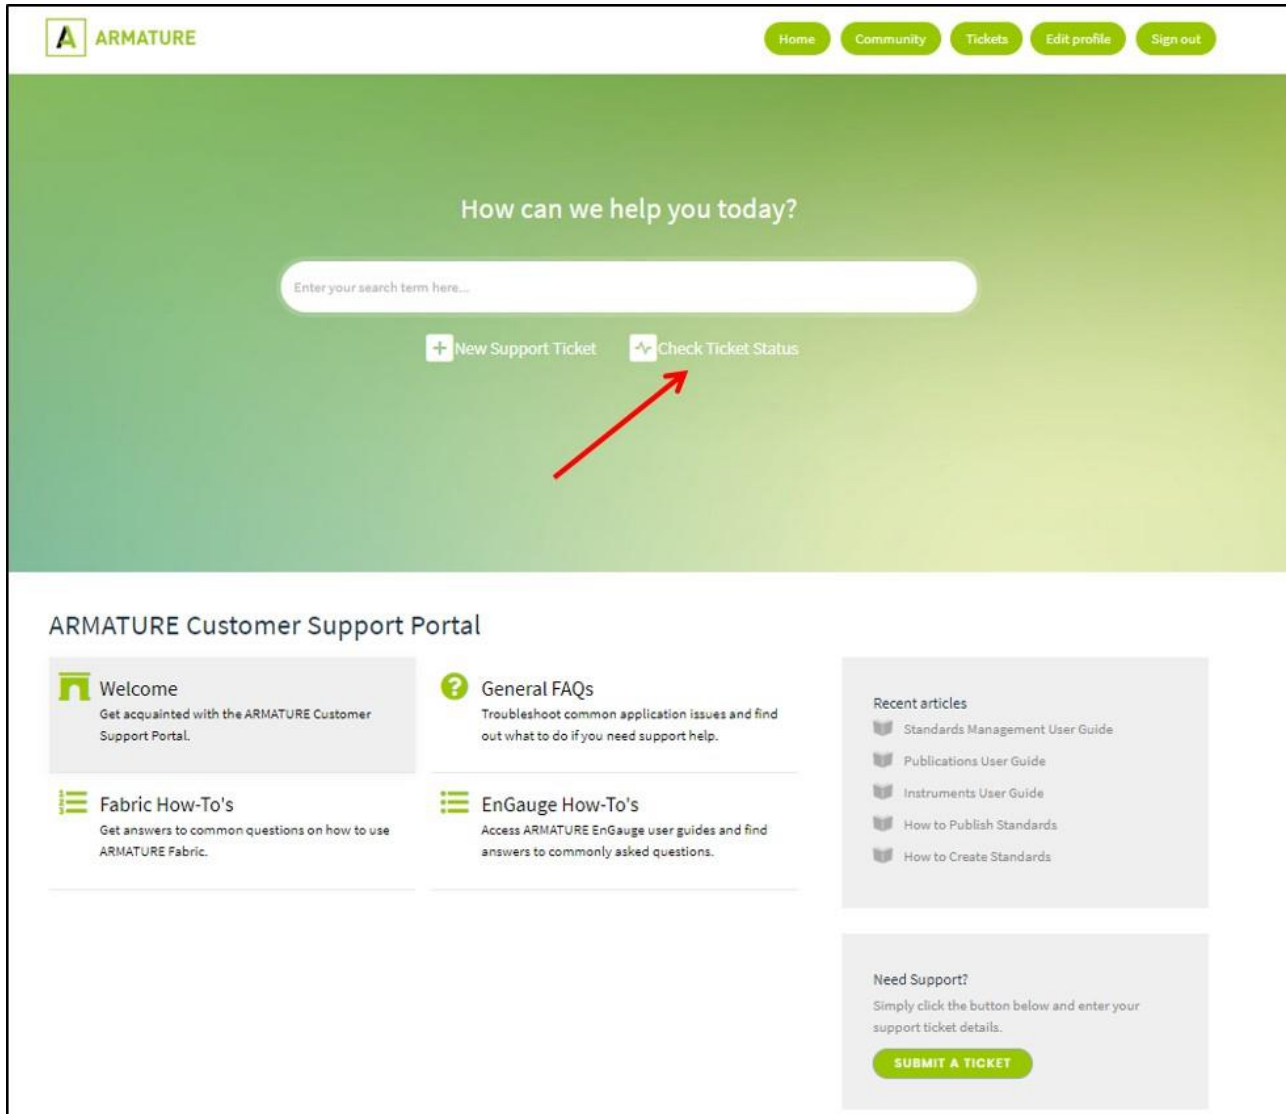 ARMATURE
Home
Community
Tickets
Edit profile
Sign out
How can we help you today?
Enter your search term here...
New Support Ticket
Check Ticket Status
ARMATURE Customer Support Portal
Welcome
Get acquainted with the ARMATURE Customer
Support Portal.
General FAQs
Troubleshoot common application issues and find
out what to do if you need support help.
Fabric How-To's
Get answers to common questions on how to use
ARMATURE Fabric.
EnGauge How-To's
Access ARMATURE EnGauge user guides and find
answers to commonly asked questions.
Recent articles
Standards Management User Guide
Publications User Guide
Instruments User Guide
How to Publish Standards
How to Create Standards
Need Support?
Simply click the button below and enter your
support ticket details.
SUBMIT A TICKET